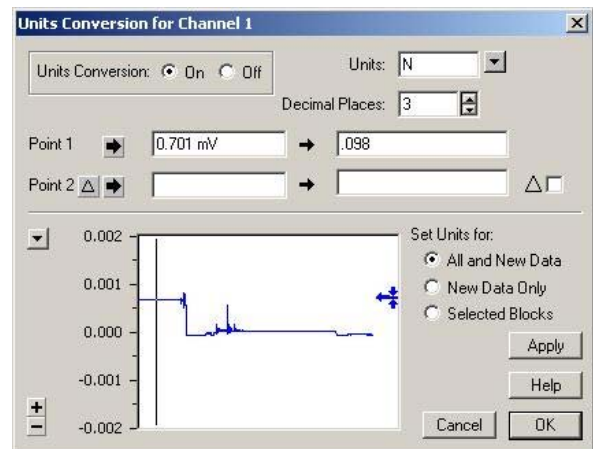 Units Conversion for Channel 1
Units Conversion: On Off
Units: N
Decimal Places: 3
Point 1 0.701 mV .098
Point 2 Δ Δ
Set Units for:
All and New Data
New Data Only
Selected Blocks
0.002
0.001
0.000
-0.001
-0.002
+
-
Apply
Help
Cancel OK